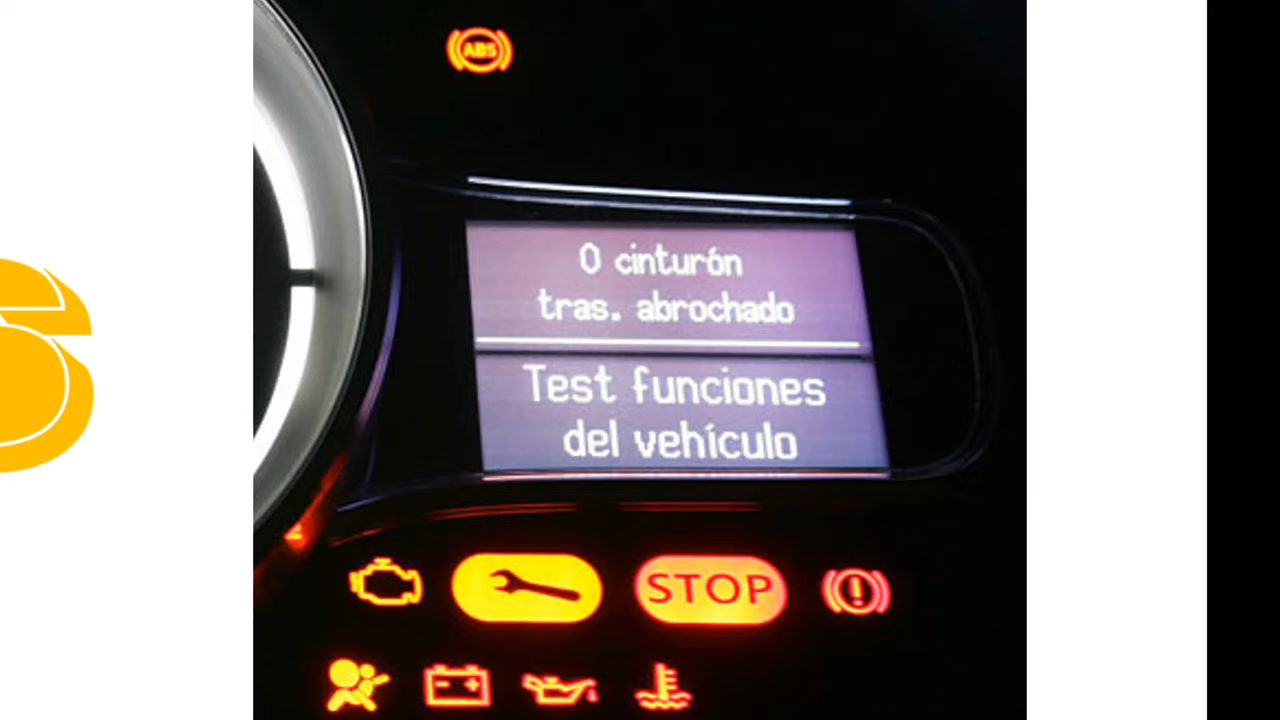 ABS
0 cinturón
tras. abrochado
Test funciones
del vehículo
STOP
S